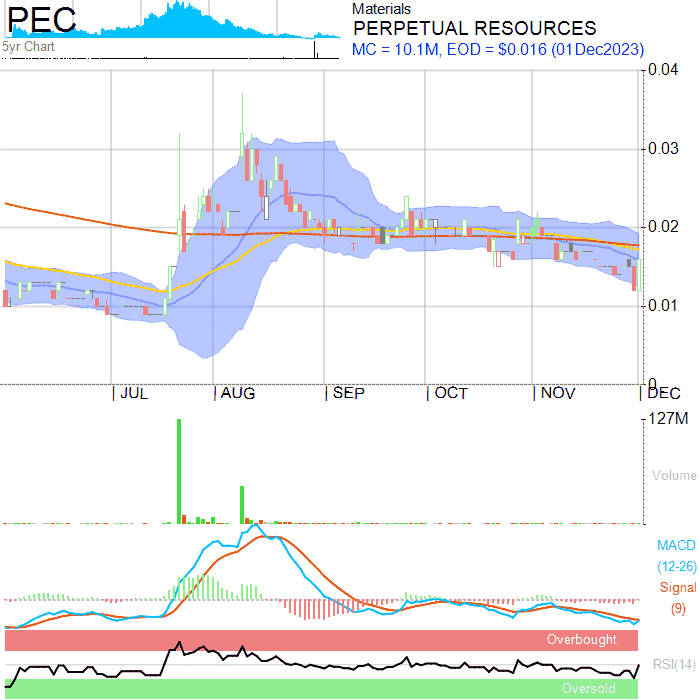 PEC
5yr Chart
Materials
PERPETUAL RESOURCES
MC = 10.1M, EOD = $0.016 (01Dec2023)
0.04
0.03
0.02
0.01
0
JUL AUG SEP OCT NOV DEC
127M
Volume
MACD
(12-26)
Signal
(9)
Overbought
RSI(14)
Oversold